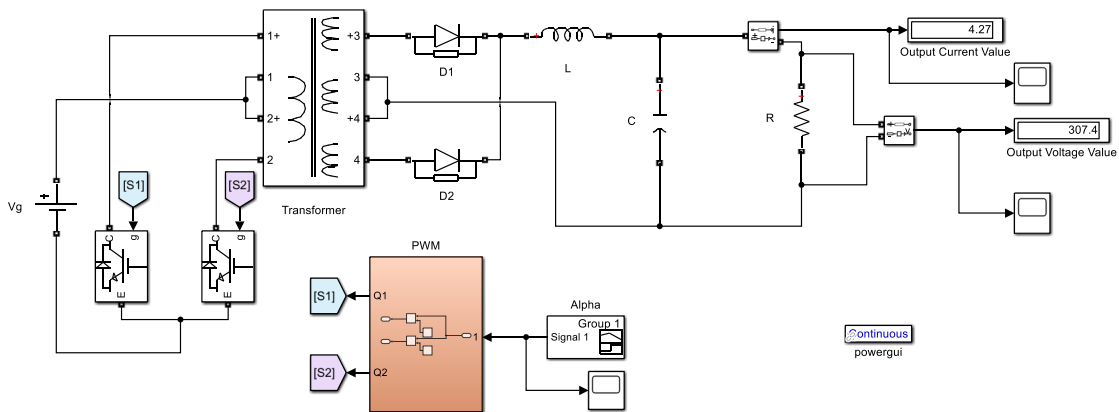 1+
1
2+
2
+3
3
+4
4
Transformer
D1
D2
L
C
R
4.27
Output Current Value
v
307.4
Output Voltage Value
Vg
[S1]
[S2]
C
g
E
C
g
E
PWM
[S1]
Q1
[S2]
Q2
1
Alpha
Group 1
Signal 1
Continuous
powergui